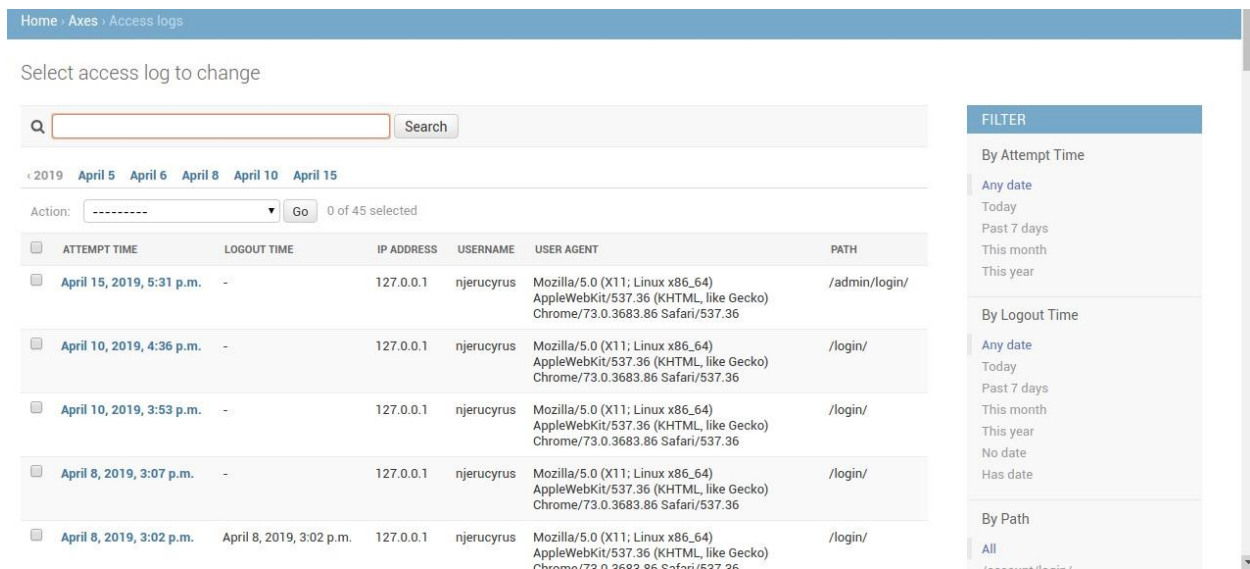 Home › Axes › Access logs
Select access log to change
Search
‹ 2019 April 5 April 6 April 8 April 10 April 15
Action: --------- Go 0 of 45 selected
ATTEMPT TIME LOGOUT TIME IP ADDRESS USERNAME USER AGENT PATH
April 15, 2019, 5:31 p.m. - 127.0.0.1 njerucyrus Mozilla/5.0 (X11; Linux x86_64) /admin/login/
AppleWebKit/537.36 (KHTML, like Gecko)
Chrome/73.0.3683.86 Safari/537.36
April 10, 2019, 4:36 p.m. - 127.0.0.1 njerucyrus Mozilla/5.0 (X11; Linux x86_64) /login/
AppleWebKit/537.36 (KHTML, like Gecko)
Chrome/73.0.3683.86 Safari/537.36
April 10, 2019, 3:53 p.m. - 127.0.0.1 njerucyrus Mozilla/5.0 (X11; Linux x86_64) /login/
AppleWebKit/537.36 (KHTML, like Gecko)
Chrome/73.0.3683.86 Safari/537.36
April 8, 2019, 3:07 p.m. - 127.0.0.1 njerucyrus Mozilla/5.0 (X11; Linux x86_64) /login/
AppleWebKit/537.36 (KHTML, like Gecko)
Chrome/73.0.3683.86 Safari/537.36
April 8, 2019, 3:02 p.m. April 8, 2019, 3:02 p.m. 127.0.0.1 njerucyrus Mozilla/5.0 (X11; Linux x86_64) /login/
AppleWebKit/537.36 (KHTML, like Gecko)
Chrome/73.0.3683.86 Safari/537.36
FILTER
By Attempt Time
Any date
Today
Past 7 days
This month
This year
By Logout Time
Any date
Today
Past 7 days
This month
This year
No date
Has date
By Path
All
/account/login/